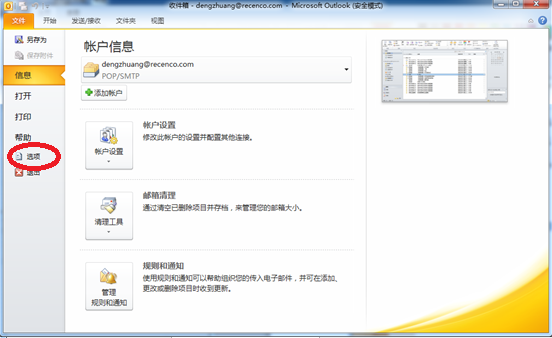 收件箱 - dengzhuang@recenco.com - Microsoft Outlook (安全模式)
文件 开始 发送/接收 文件夹 视图
另存为
保存附件
信息
打开
打印
帮助
选项
退出
帐户信息
dengzhuang@recenco.com
POP/SMTP
添加帐户
帐户设置
帐户设置
修改此帐户的设置并配置其他连接。
清理工具
邮箱清理
通过清空已删除项目并存档，来管理您的邮箱大小。
管理
规则和通知
规则和通知
使用规则和通知可以帮助组织您的传入电子邮件，并可在添加、
更改或删除项目时收到更新。